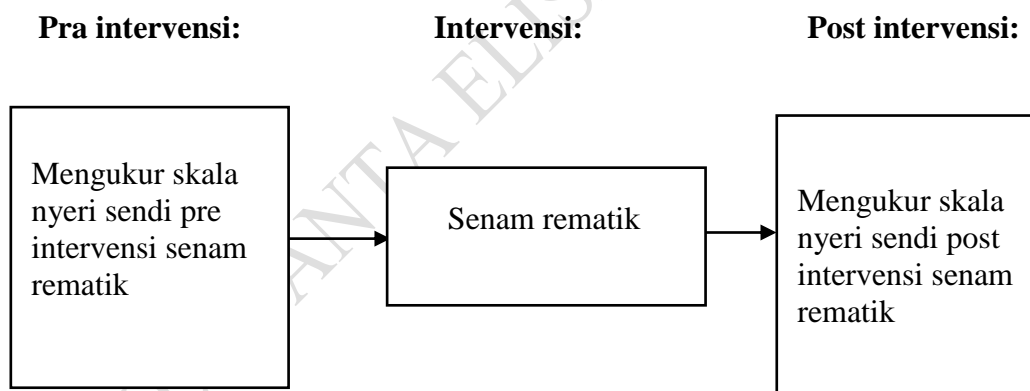 Pra intervensi:
Intervensi:
Post intervensi:
Mengukur skala
nyeri sendi pre
intervensi senam
rematik
Senam rematik
Mengukur skala
nyeri sendi post
intervensi senam
rematik